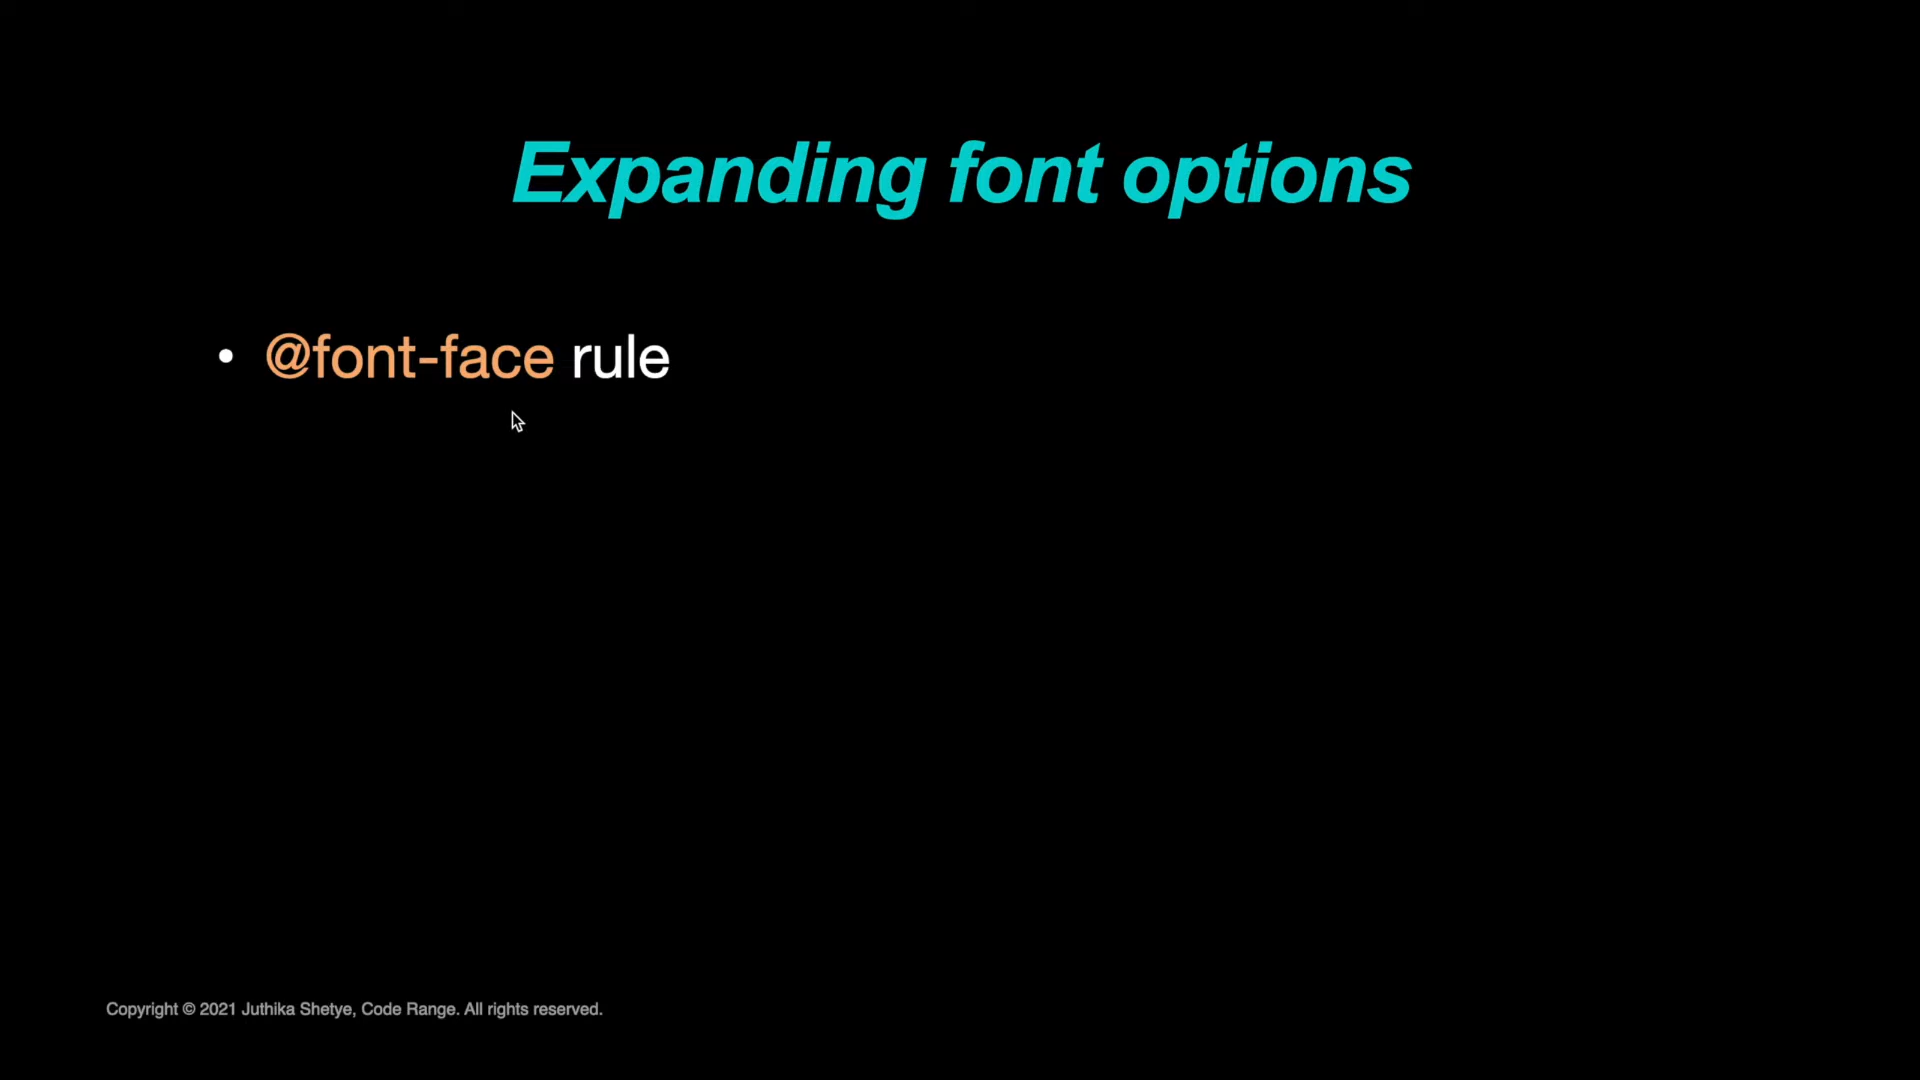 Expanding font options
• @font-face rule
Copyright © 2021 Juthika Shetye, Code Range. All rights reserved.